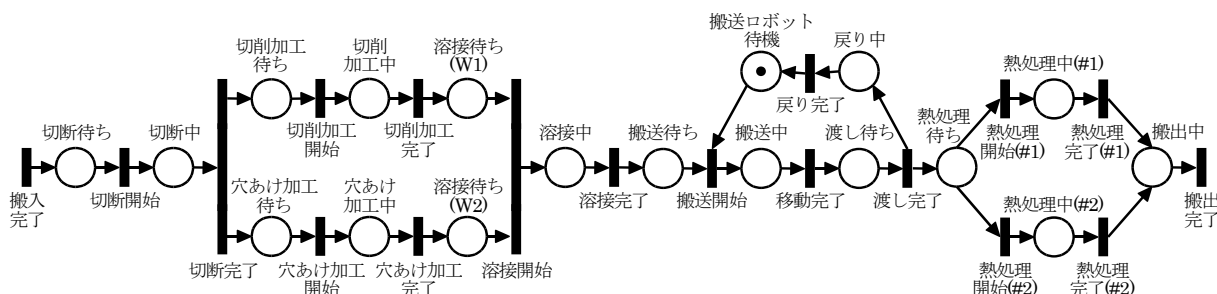 搬送ロボット
待機
戻り中
切削加工
待ち
切削
加工中
溶接待ち
(W1)
熱処理中(#1)
戻り完了
切削加工
開始
切削加工
完了
熱処理
待ち
熱処理
開始(#1)
熱処理
完了(#1)
切断待ち
切断中
溶接中
搬送待ち
搬送中
渡し待ち
搬出中
搬入
完了
切断開始
溶接完了
搬送開始
移動完了
渡し完了
搬出
完了
穴あけ加工
待ち
穴あけ
加工中
溶接待ち
(W2)
熱処理中(#2)
切断完了
穴あけ加工
開始
穴あけ加工
完了
溶接開始
熱処理
開始(#2)
熱処理
完了(#2)